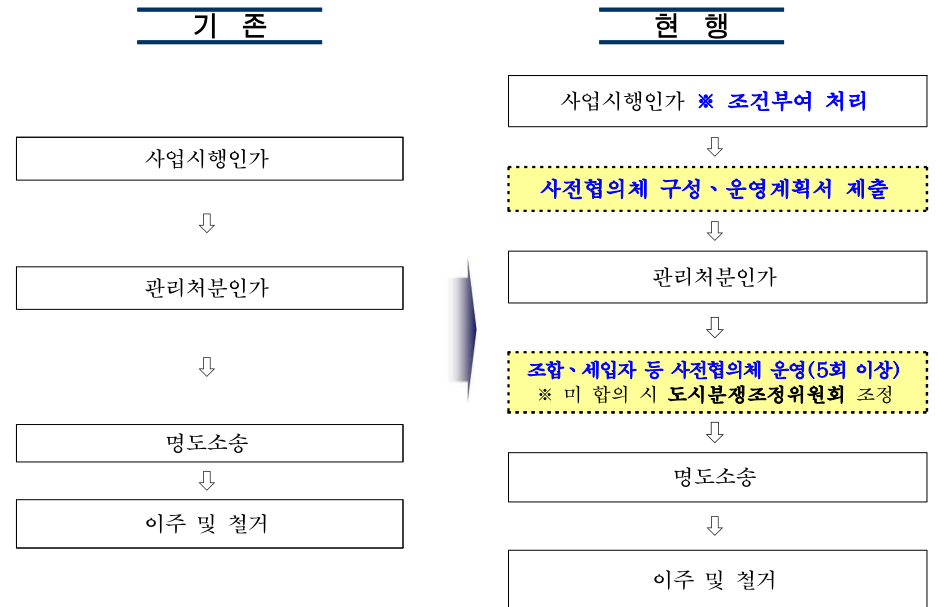 기 존
사업시행인가
관리처분인가
명도소송
이주 및 철거
현 행
사업시행인가 ※ 조건부여 처리
사전협의체 구성、운영계획서 제출
관리처분인가
조합、세입자 등 사전협의체 운영(5회 이상)
※ 미 합의 시 도시분쟁조정위원회 조정
명도소송
이주 및 철거